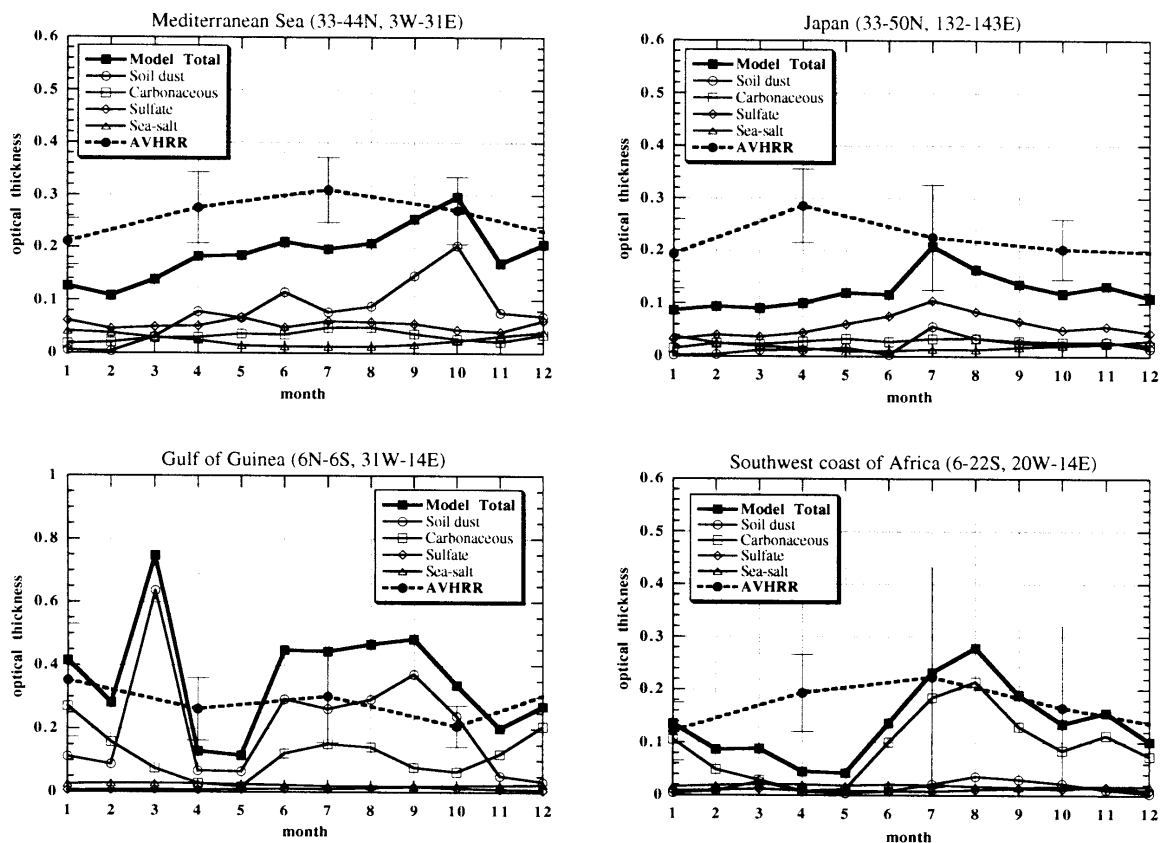 Mediterranean Sea (33-44N, 3W-31E)
0.6
0.5
0.4
0.3
0.2
0.1
0
optical thickness
Model Total
Soil dust
Carbonaceous
Sulfate
Sea-salt
AVHRR
1 2 3 4 5 6 7 8 9 10 11 12
month
Japan (33-50N, 132-143E)
0.6
0.5
0.4
0.3
0.2
0.1
0
optical thickness
Model Total
Soil dust
Carbonaceous
Sulfate
Sea-salt
AVHRR
1 2 3 4 5 6 7 8 9 10 11 12
month
Gulf of Guinea (6N-6S, 31W-14E)
1
0.8
0.6
0.4
0.2
0
optical thickness
Model Total
Soil dust
Carbonaceous
Sulfate
Sea-salt
AVHRR
1 2 3 4 5 6 7 8 9 10 11 12
month
Southwest coast of Africa (6-22S, 20W-14E)
0.6
0.5
0.4
0.3
0.2
0.1
0
optical thickness
Model Total
Soil dust
Carbonaceous
Sulfate
Sea-salt
AVHRR
1 2 3 4 5 6 7 8 9 10 11 12
month